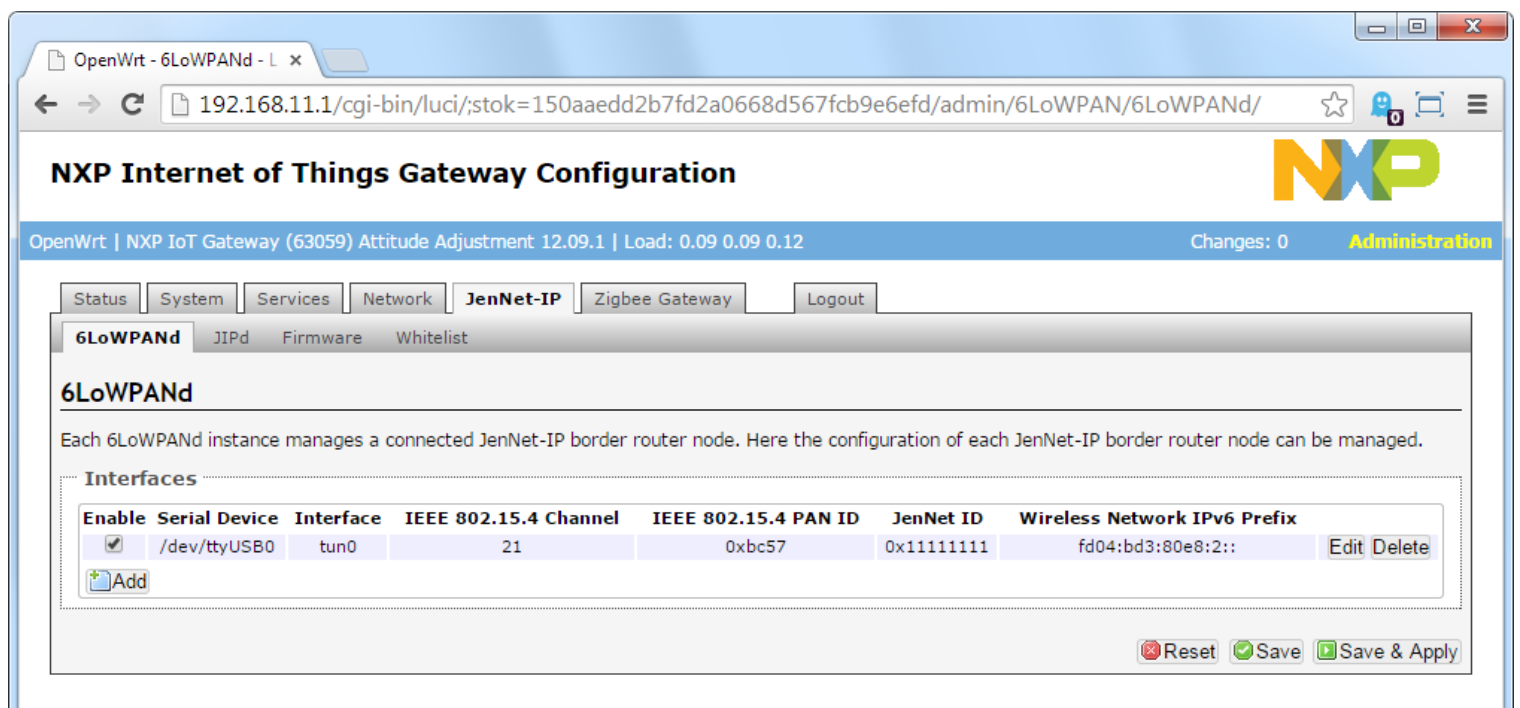 OpenWrt - 6LoWPANd - L
192.168.11.1/cgi-bin/luci/;stok=150aaedd2b7fd2a0668d567fcb9e6efd/admin/6LoWPAN/6LoWPANd/
0
NXP Internet of Things Gateway Configuration
NXP
OpenWrt | NXP IoT Gateway (63059) Attitude Adjustment 12.09.1 | Load: 0.09 0.09 0.12 Changes: 0 Administration
Status System Services Network JenNet-IP Zigbee Gateway Logout
6LoWPANd JIPd Firmware Whitelist
6LoWPANd
Each 6LoWPANd instance manages a connected JenNet-IP border router node. Here the configuration of each JenNet-IP border router node can be managed.
Interfaces
Enable Serial Device Interface IEEE 802.15.4 Channel IEEE 802.15.4 PAN ID JenNet ID Wireless Network IPv6 Prefix
/dev/ttyUSB0 tun0 21 0xbc57 0x11111111 fd04:bd3:80e8:2:: Edit Delete
Add
Reset Save Save & Apply